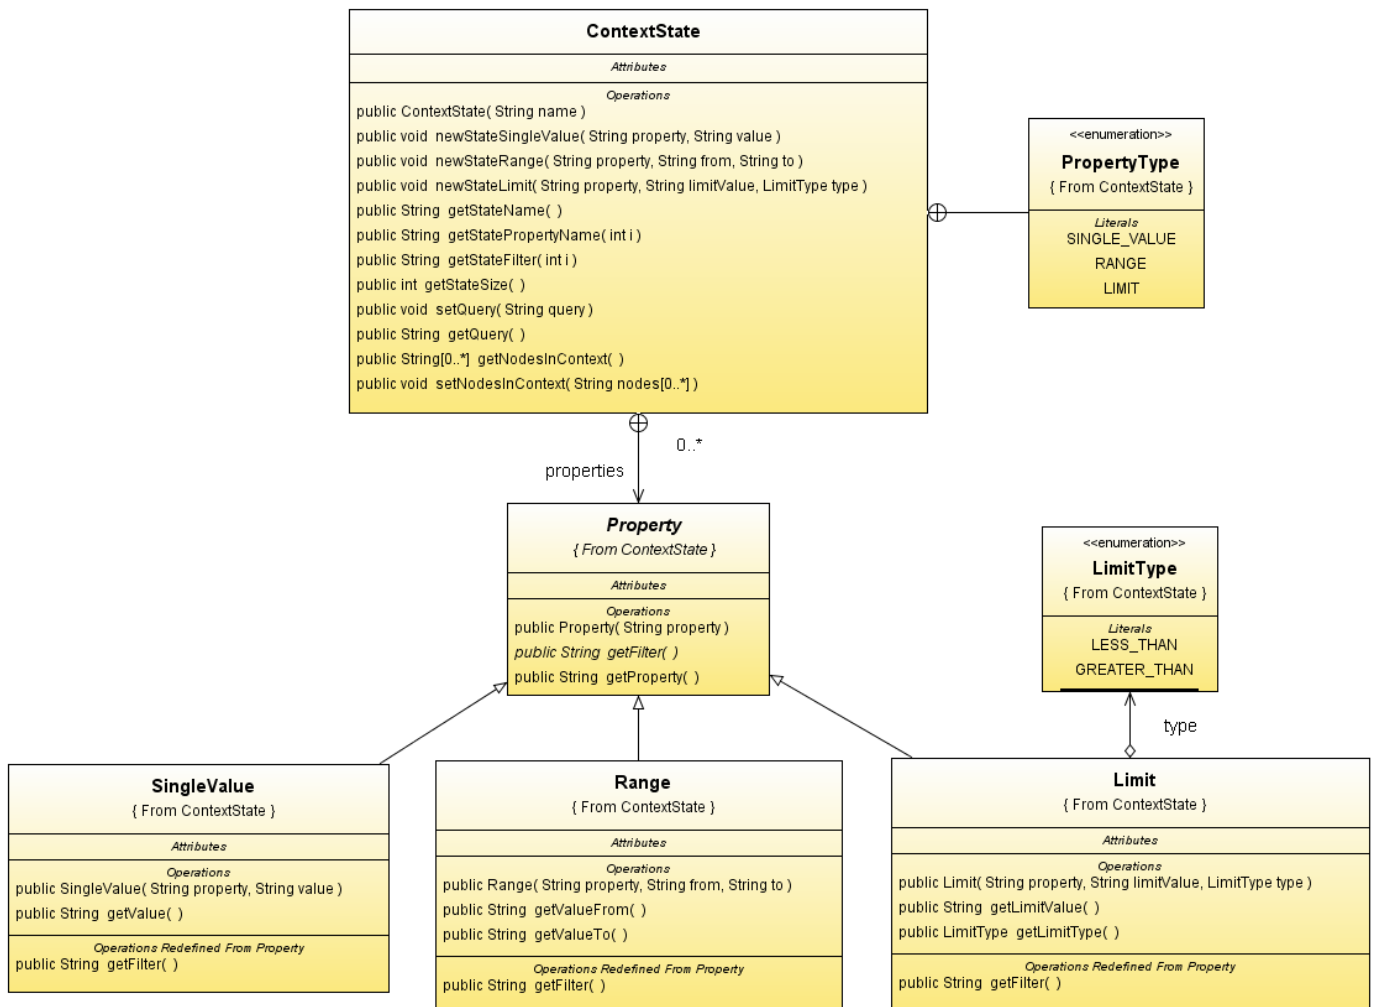 ContextState
Attributes
Operations
public ContextState( String name )
public void newStateSingleValue( String property, String value )
public void newStateRange( String property, String from, String to )
public void newStateLimit( String property, String limitValue, LimitType type )
public String getStateName( )
public String getStatePropertyName( int i )
public String getStateFilter( int i )
public int getStateSize( )
public void setQuery( String query )
public String getQuery( )
public String[0..*] getNodesInContext( )
public void setNodesInContext( String nodes[0..*] )
<<enumeration>>
PropertyType
{ From ContextState }
Literals
SINGLE_VALUE
RANGE
LIMIT
0..*
properties
Property
{ From ContextState }
Attributes
Operations
public Property( String property )
public String getFilter( )
public String getProperty( )
<<enumeration>>
LimitType
{ From ContextState }
Literals
LESS_THAN
GREATER_THAN
type
SingleValue
{ From ContextState }
Attributes
Operations
public SingleValue( String property, String value )
public String getValue( )
Operations Redefined From Property
public String getFilter( )
Range
{ From ContextState }
Attributes
Operations
public Range( String property, String from, String to )
public String getValueFrom( )
public String getValueTo( )
Operations Redefined From Property
public String getFilter( )
Limit
{ From ContextState }
Attributes
Operations
public Limit( String property, String limitValue, LimitType type )
public String getLimitValue( )
public LimitType getLimitType( )
Operations Redefined From Property
public String getFilter( )